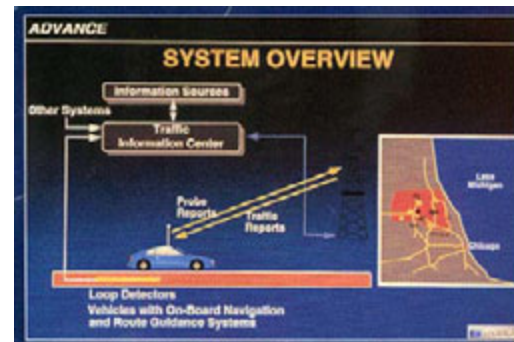 ADVANCE
SYSTEM OVERVIEW
Information Sources
Other Systems
Traffic
Information Center
Probe
Reports
Traffic
Reports
Lake
Michigan
Chicago
Loop Detectors
Vehicles with On-Board Navigation
and Route Guidance Systems